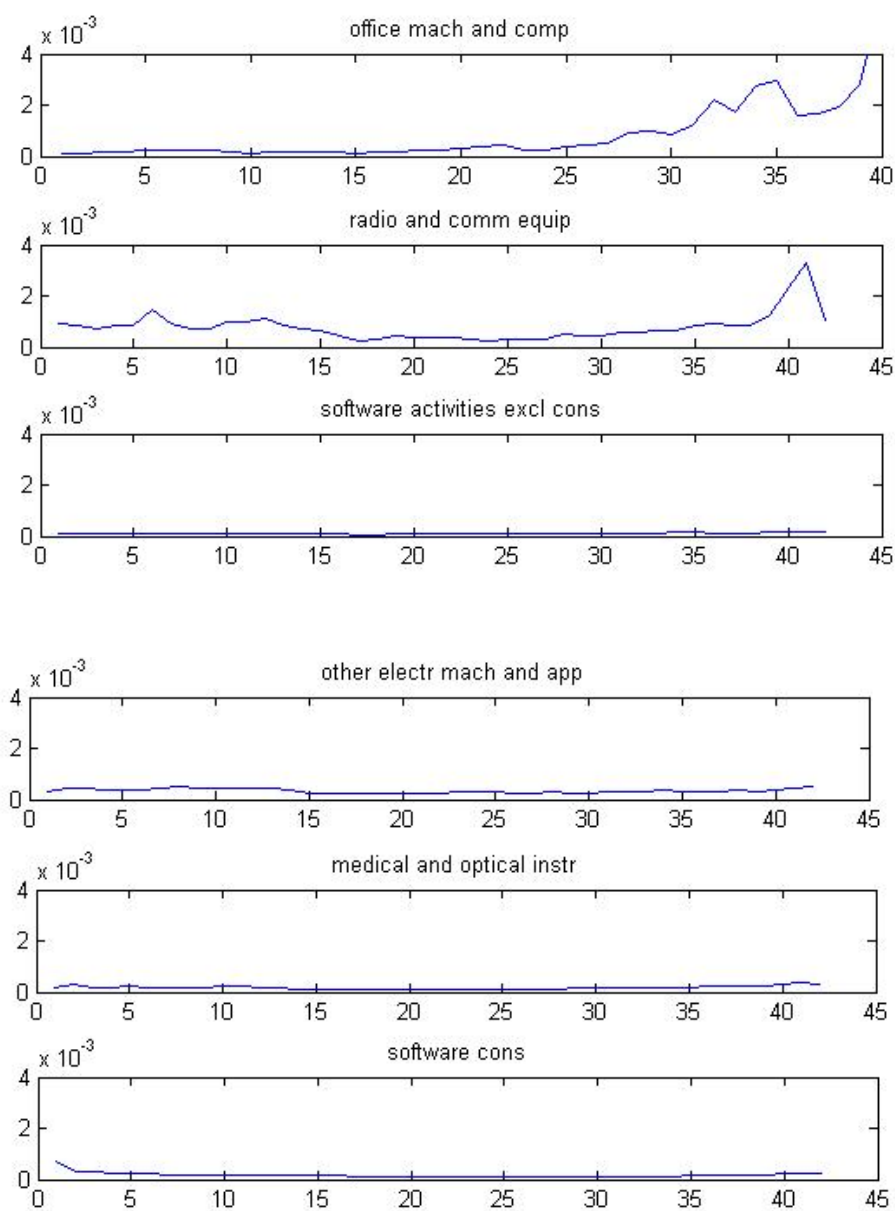 x 10-3
office mach and comp
4
2
0
0 5 10 15 20 25 30 35 40
x 10-3
radio and comm equip
4
2
0
0 5 10 15 20 25 30 35 40 45
x 10-3
software activities excl cons
4
2
0
0 5 10 15 20 25 30 35 40 45
x 10-3
other electr mach and app
4
2
0
0 5 10 15 20 25 30 35 40 45
x 10-3
medical and optical instr
4
2
0
0 5 10 15 20 25 30 35 40 45
x 10-3
software cons
4
2
0
0 5 10 15 20 25 30 35 40 45